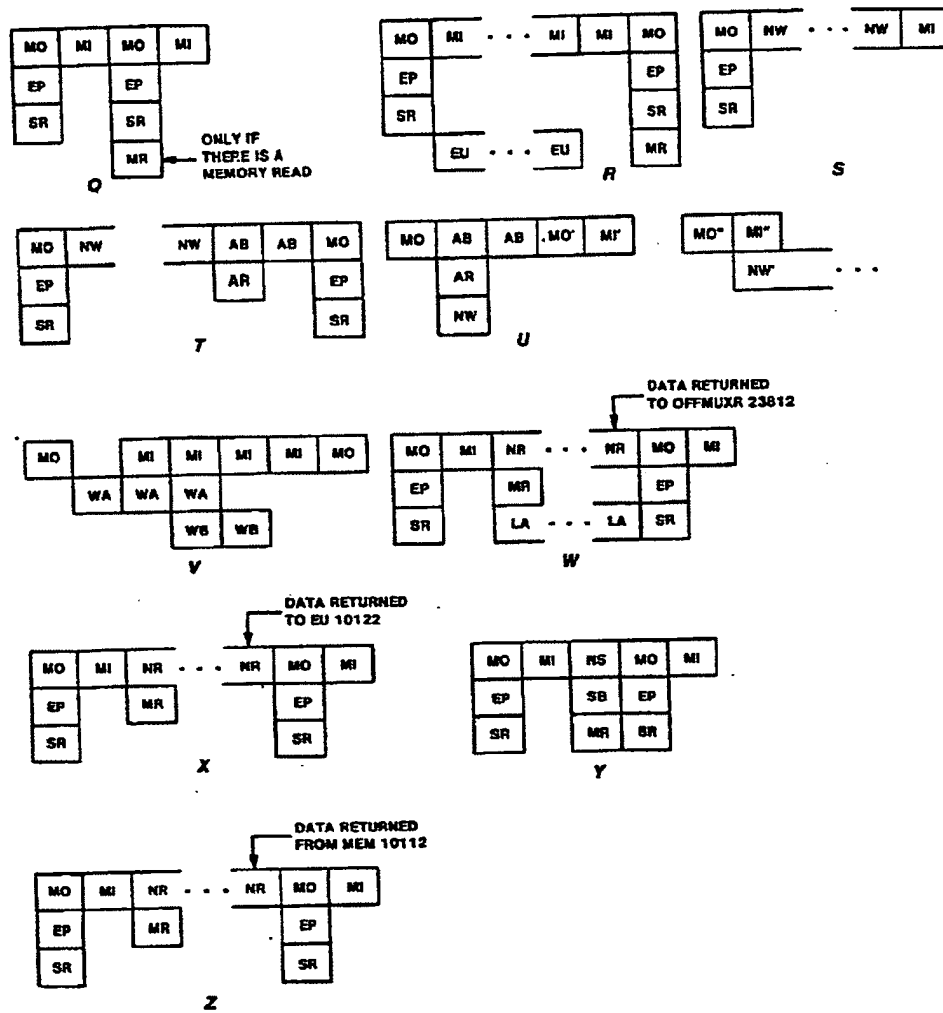 MO MI MO MI
EP EP
SR SR
MR
ONLY IF
THERE IS A
MEMORY READ
Q
MO MI · · · MI MI MO
EP EP
SR SR
EU · · · EU MR
R
MO NW · · · NW MI
EP
SR
S
MO NW NW AB AB MO
EP AR EP
SR SR
T
MO AB AB MO' MI'
AR
NW
U
MO" MI"
NW' · · ·
MO MI MI MI MI MO
WA WA WA
WB WB
V
DATA RETURNED
TO OFFMUXR 23812
MO MI NR · · · NR MO MI
EP MR EP
SR LA · · · LA SR
W
DATA RETURNED
TO EU 10122
MO MI NR · · · NR MO MI
EP MR EP
SR SR
X
MO MI NS MO MI
EP SB EP
SR MR SR
Y
DATA RETURNED
FROM MEM 10112
MO MI NR · · · NR MO MI
EP MR EP
SR SR
Z